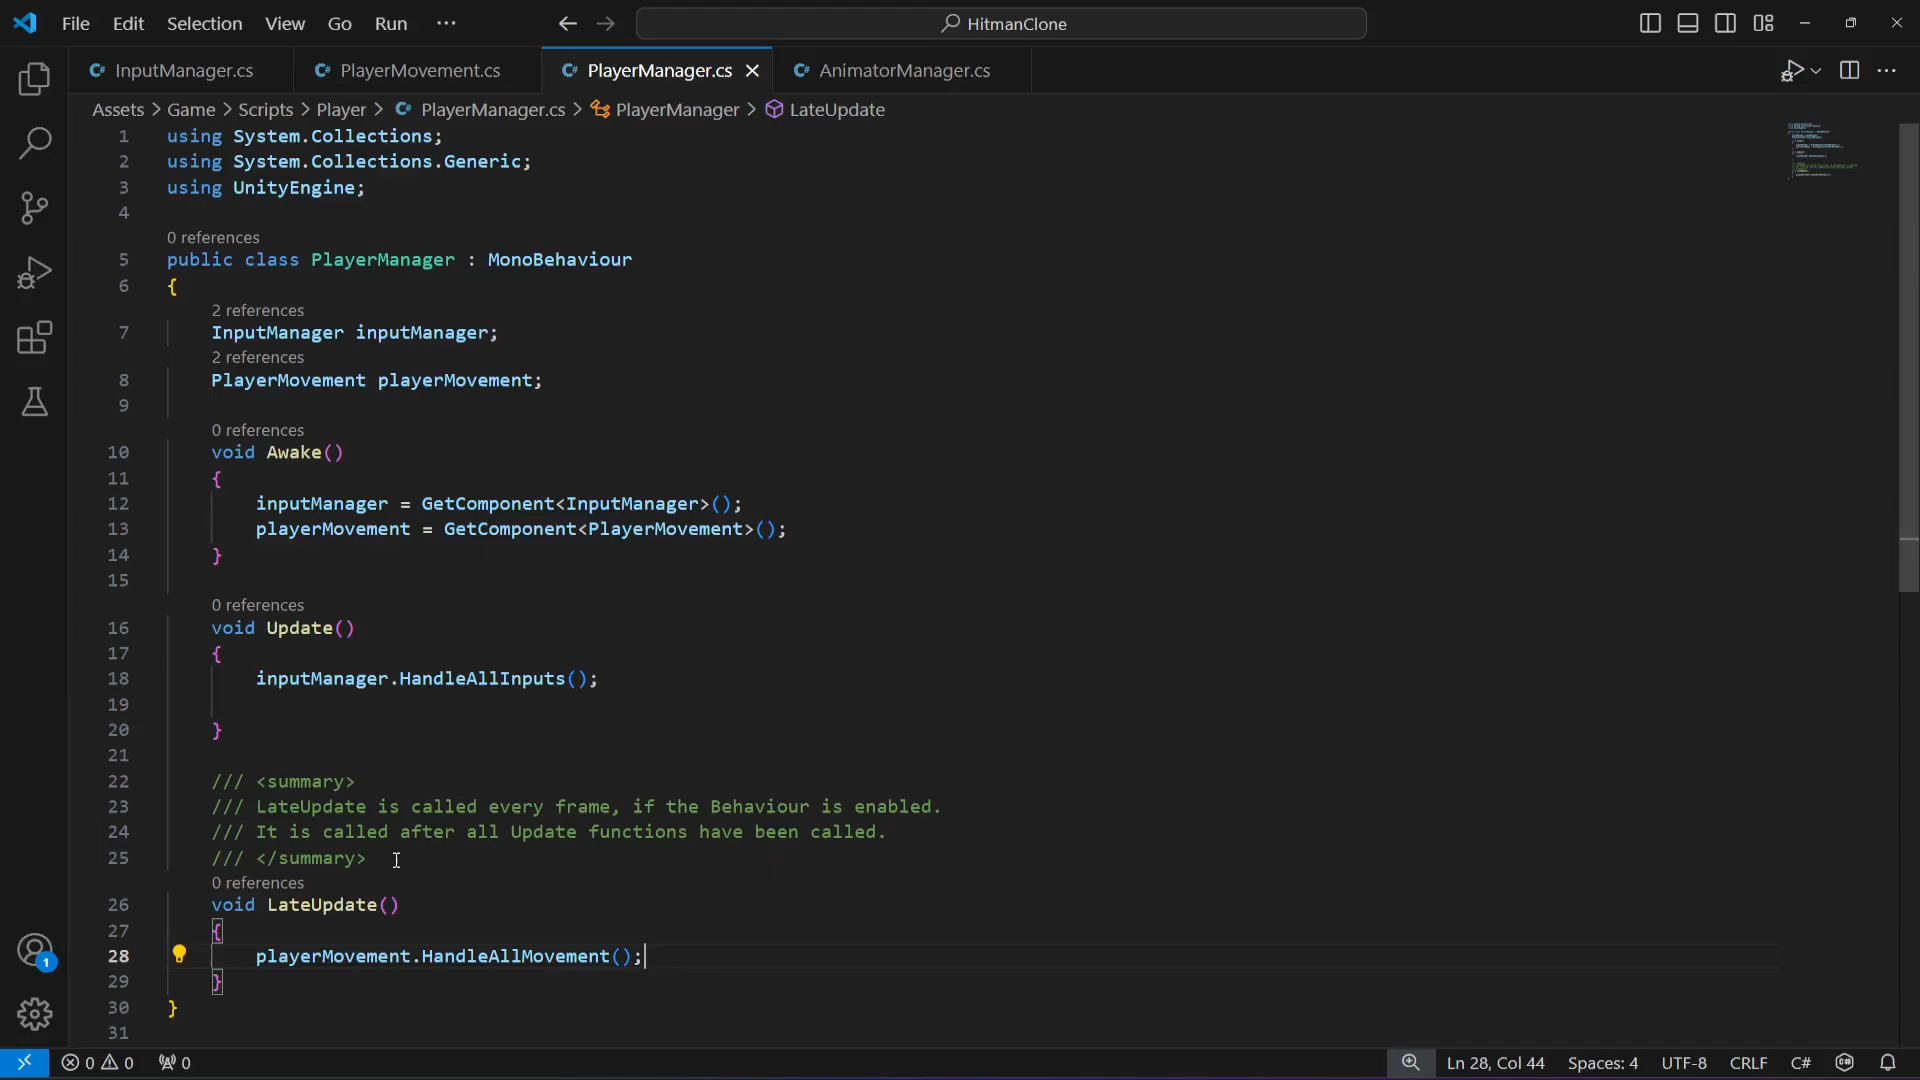 File Edit Selection View Go Run ··· HitmanClone
InputManager.cs PlayerMovement.cs PlayerManager.cs AnimatorManager.cs
Assets > Game > Scripts > Player > PlayerManager.cs > PlayerManager > LateUpdate
1 using System.Collections;
2 using System.Collections.Generic;
3 using UnityEngine;
4
0 references
5 public class PlayerManager : MonoBehaviour
6 {
2 references
7 InputManager inputManager;
2 references
8 PlayerMovement playerMovement;
9
0 references
10 void Awake()
11 {
12 inputManager = GetComponent<InputManager>();
13 playerMovement = GetComponent<PlayerMovement>();
14 }
15
0 references
16 void Update()
17 {
18 inputManager.HandleAllInputs();
19
20 }
21
22 /// <summary>
23 /// LateUpdate is called every frame, if the Behaviour is enabled.
24 /// It is called after all Update functions have been called.
25 /// </summary>
0 references
26 void LateUpdate()
27 {
28 playerMovement.HandleAllMovement();
29 }
30 }
31
1
0 0 0 Ln 28, Col 44 Spaces: 4 UTF-8 CRLF C#